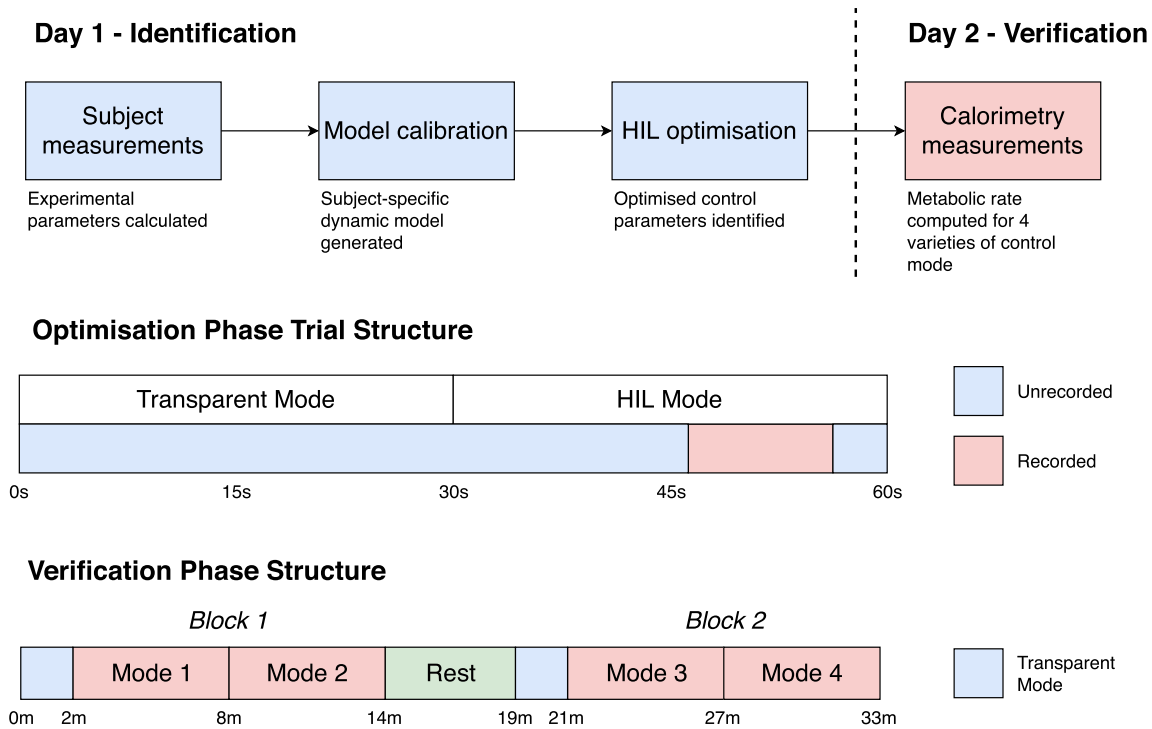 Day 1 - Identification
Day 2 - Verification
Subject
measurements
Model calibration
HIL optimisation
Calorimetry
measurements
Experimental
parameters calculated
Subject-specific
dynamic model
generated
Optimised control
parameters identified
Metabolic rate
computed for 4
varieties of control
mode
Optimisation Phase Trial Structure
Transparent Mode
HIL Mode
0s
15s
30s
45s
60s
Unrecorded
Recorded
Verification Phase Structure
Block 1
Block 2
Mode 1
Mode 2
Rest
Mode 3
Mode 4
0m
2m
8m
14m
19m
21m
27m
33m
Transparent
Mode